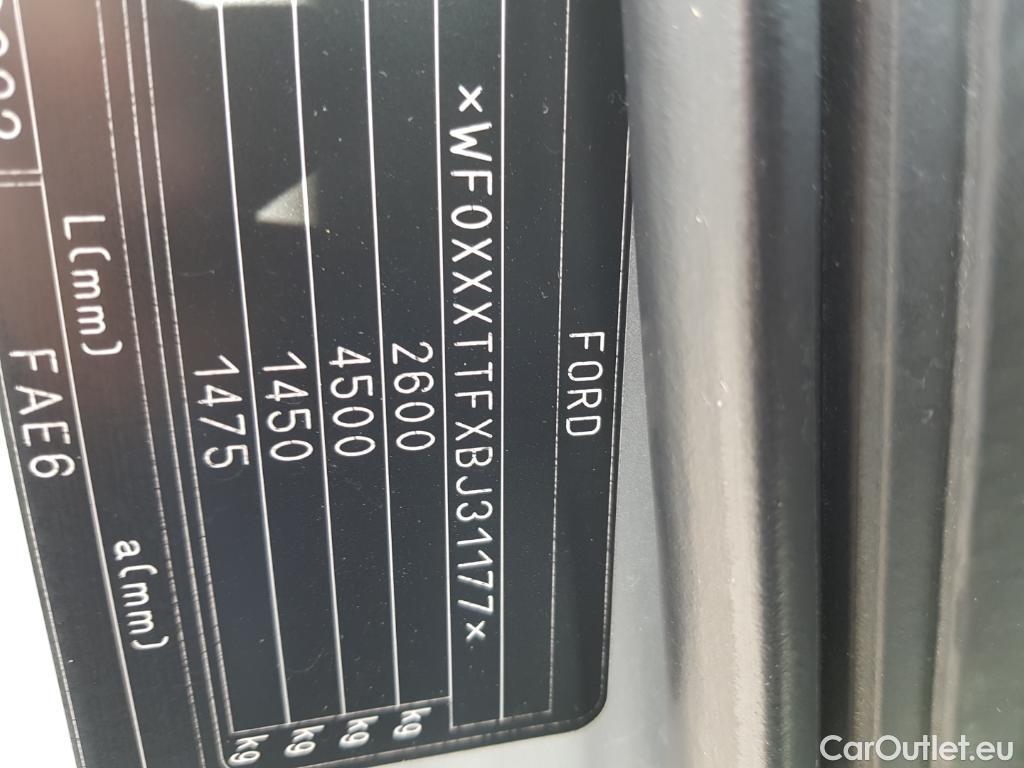 FORD
×WF0XXXTTFXBJ31177×
2600 kg
4500 kg
1450 kg
1475 kg
L(mm) a(mm)
FAE6
CarOutlet.eu